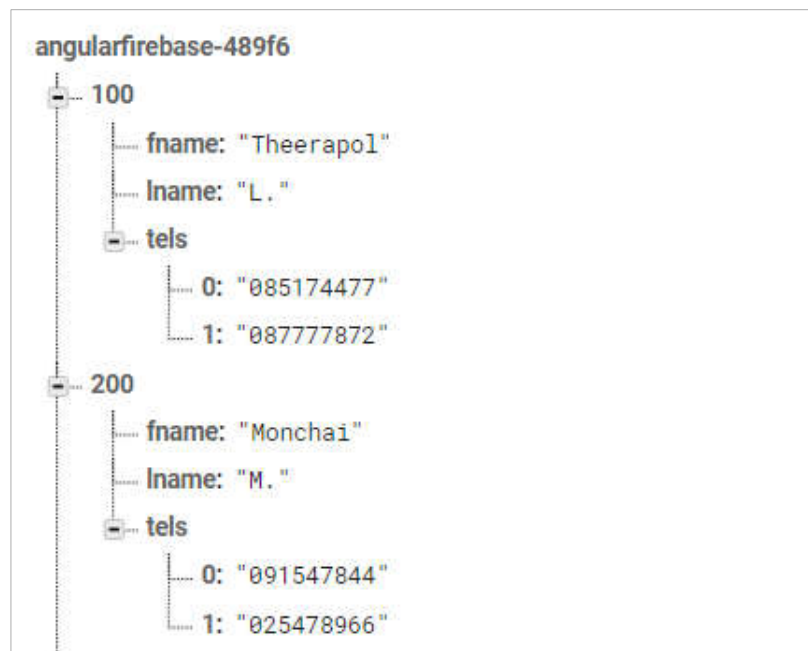 angularfirebase-489f6
100
fname: "Theerapol"
lname: "L."
tels
0: "085174477"
1: "087777872"
200
fname: "Monchai"
lname: "M."
tels
0: "091547844"
1: "025478966"